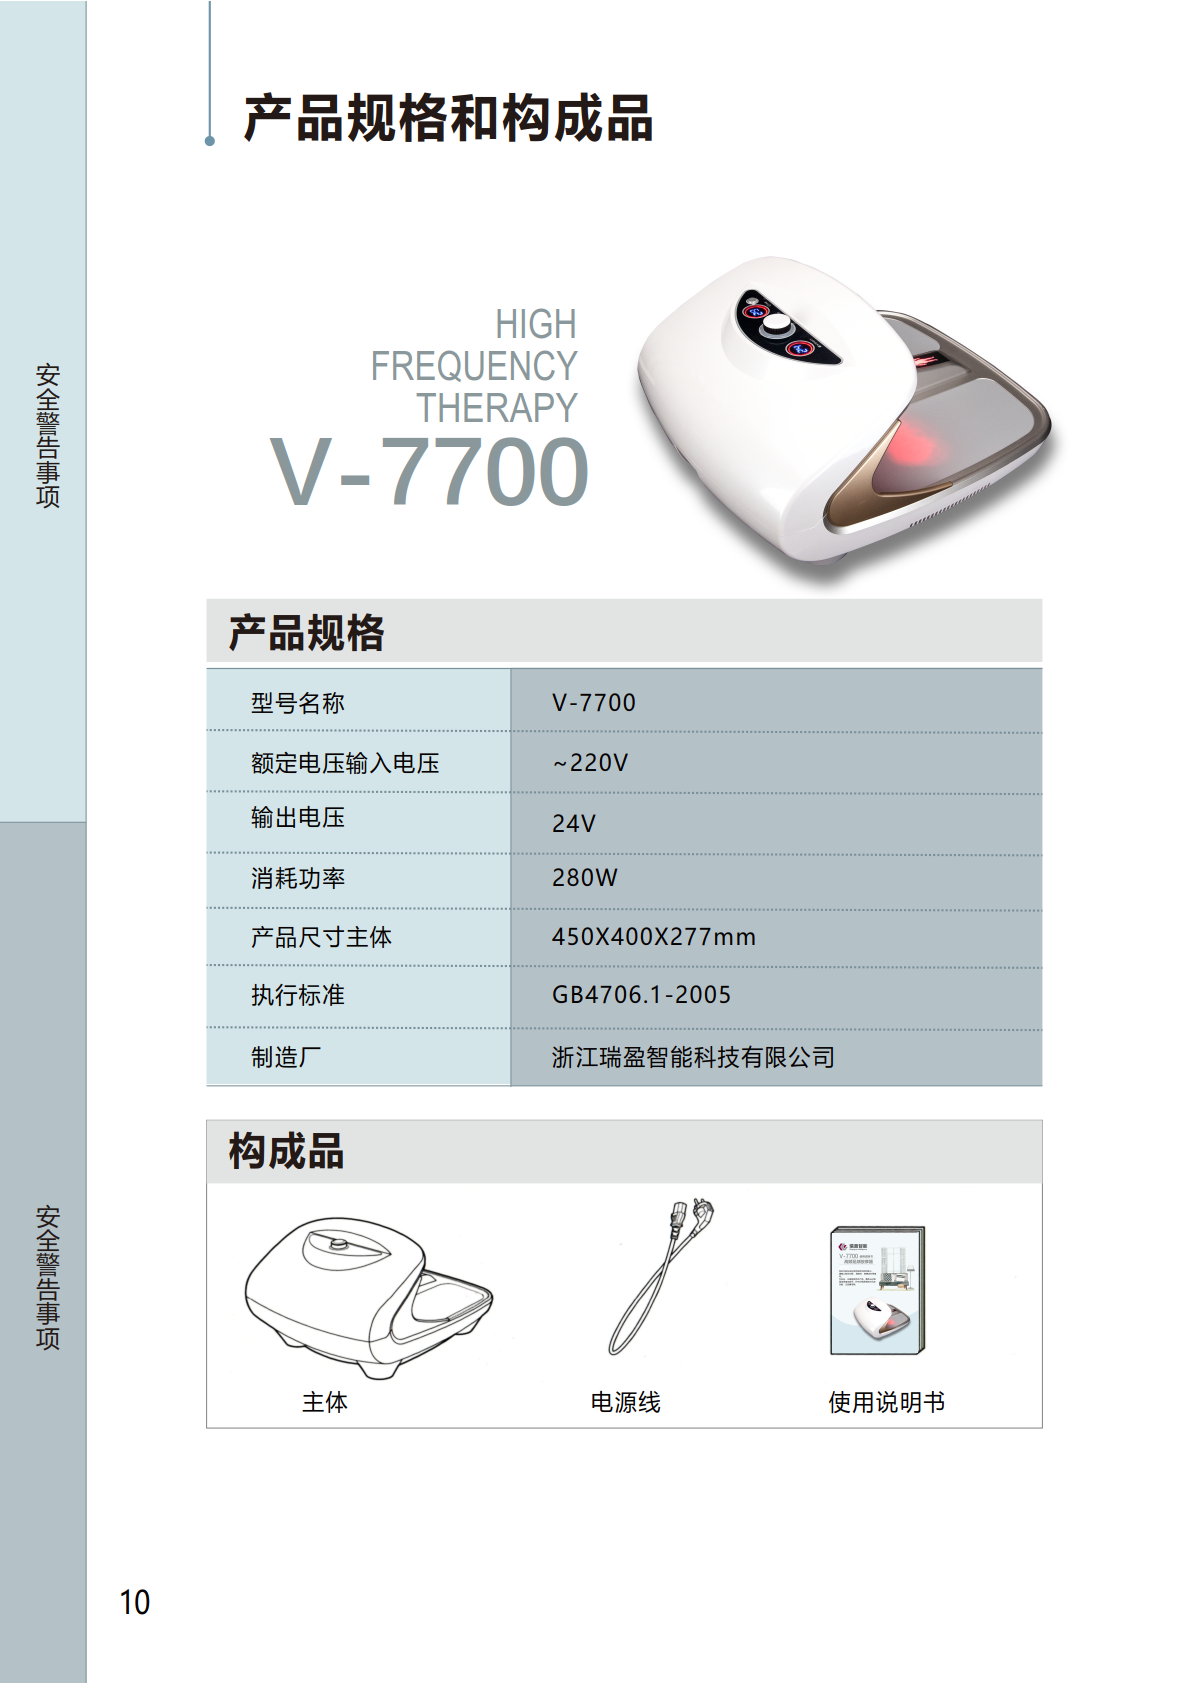 产品规格和构成品
安全警告事项
HIGH
FREQUENCY
THERAPY
V-7700
产品规格
型号名称 V-7700
额定电压输入电压 ~220V
输出电压 24V
消耗功率 280W
产品尺寸主体 450X400X277mm
执行标准 GB4706.1-2005
制造厂 浙江瑞盈智能科技有限公司
构成品
V-7700
主体 电源线 使用说明书
安全警告事项
10